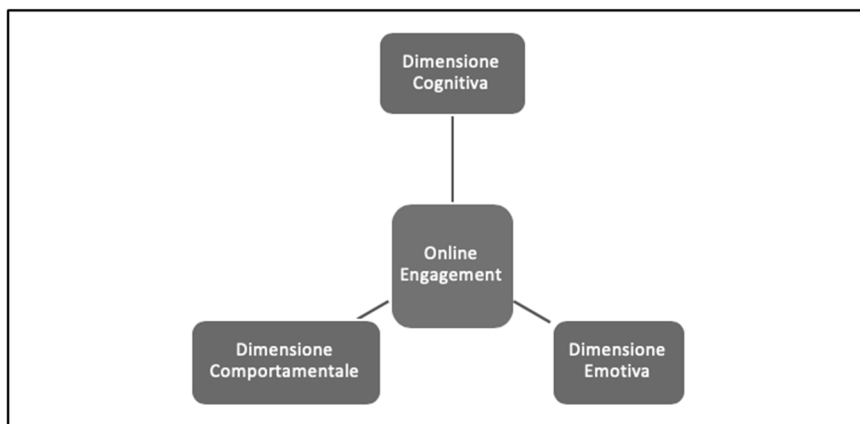 Dimensione
Cognitiva
Online
Engagement
Dimensione
Comportamentale
Dimensione
Emotiva